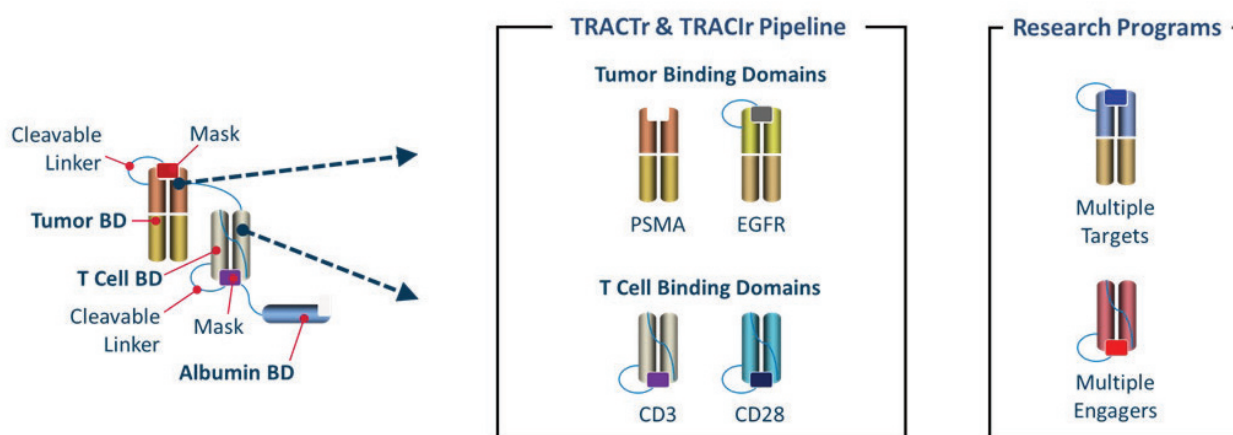 Cleavable
Linker
Mask
Tumor BD
T Cell BD
Cleavable
Linker
Mask
Albumin BD
TRACTr & TRACIr Pipeline
Tumor Binding Domains
PSMA
EGFR
T Cell Binding Domains
CD3
CD28
Research Programs
Multiple
Targets
Multiple
Engagers